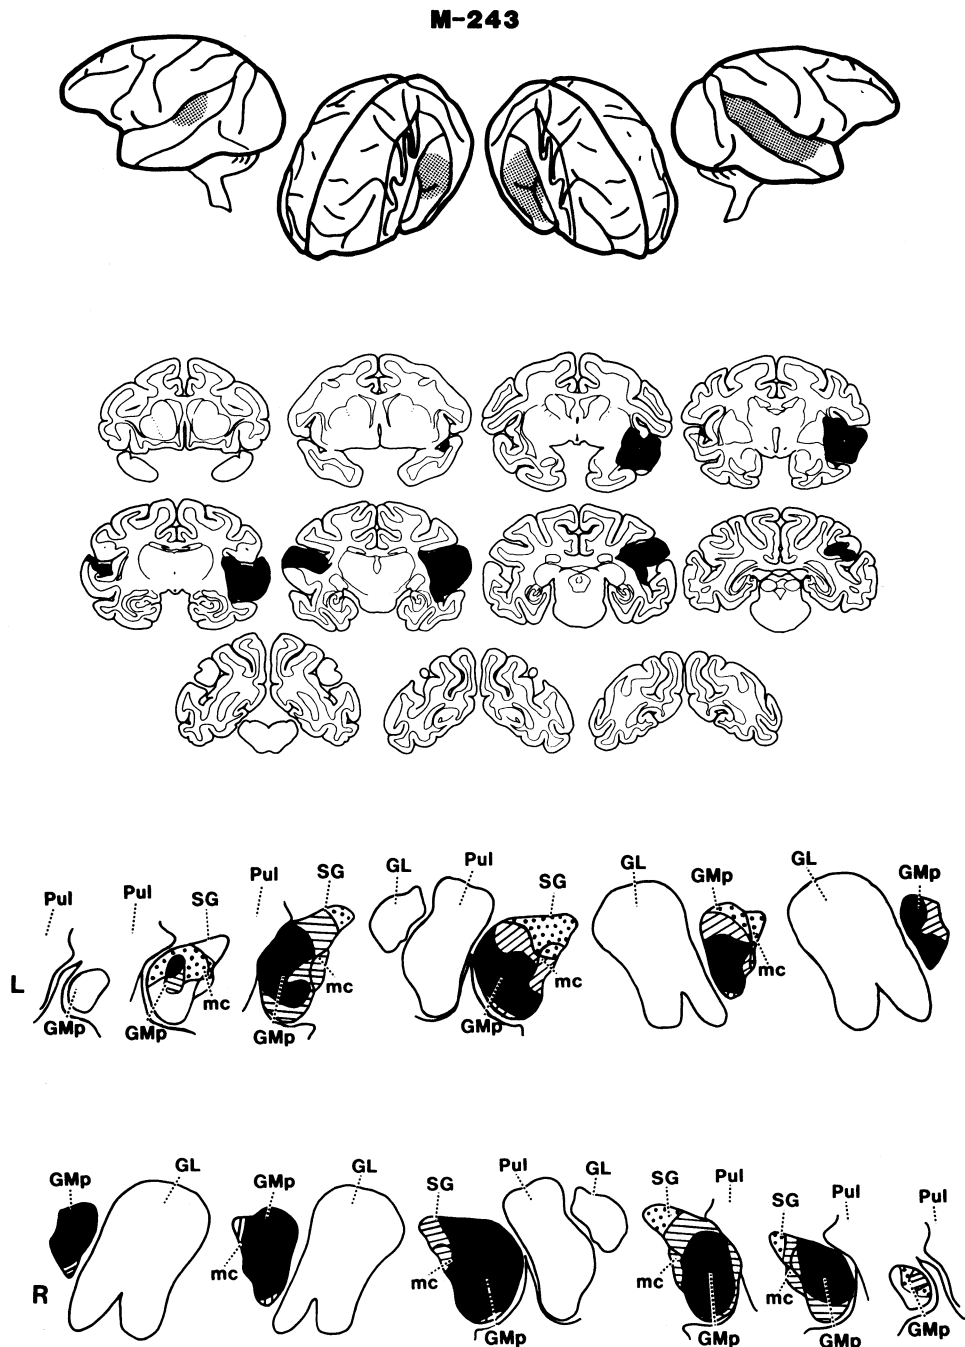 M-243
GL Pul GL GL
Pul Pul SG Pul SG SG GMp GMp
L
GMp GMp mc GMp mc GMp mc mc
GMp GL GMp GL SG Pul GL SG Pul SG Pul Pul
R
mc mc GMp mc GMp mc GMp GMp